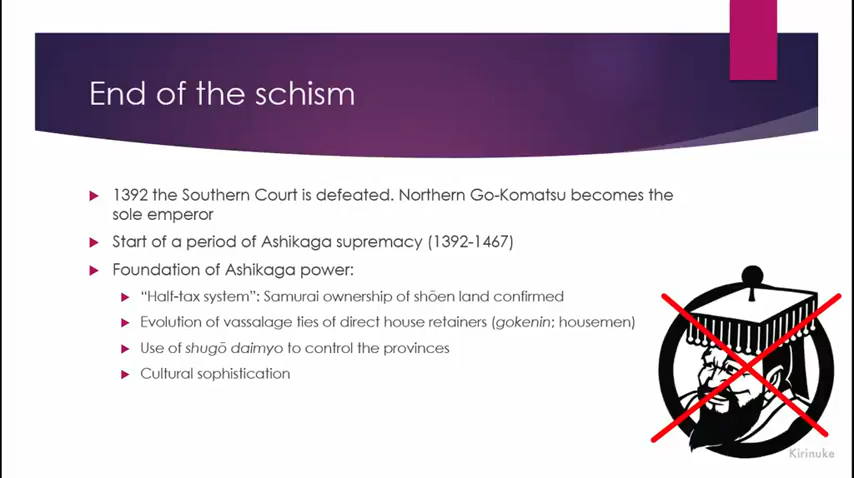 End of the schism
1392 the Southern Court is defeated. Northern Go-Komatsu becomes the
sole emperor
Start of a period of Ashikaga supremacy (1392-1467)
Foundation of Ashikaga power:
“Half-tax system”: Samurai ownership of shōen land confirmed
Evolution of vassalage ties of direct house retainers (gokenin; housemen)
Use of shugō daimyo to control the provinces
Cultural sophistication
Kirinuke